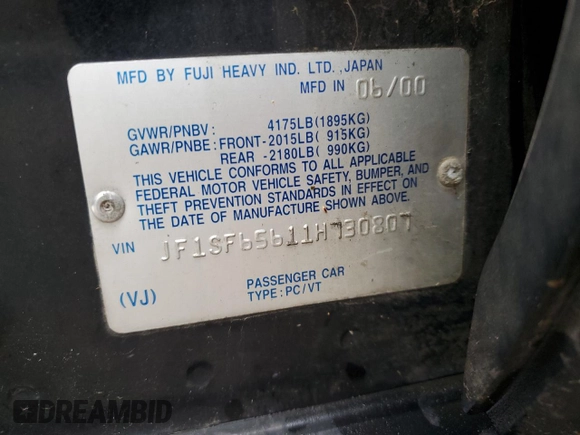 MFD BY FUJI HEAVY IND. LTD., JAPAN
MFD IN 06/00
GVWR/PNBV: 4175LB(1895KG)
GAWR/PNBE: FRONT-2015LB( 915KG)
REAR -2180LB( 990KG)
THIS VEHICLE CONFORMS TO ALL APPLICABLE
FEDERAL MOTOR VEHICLE SAFETY, BUMPER, AND
THEFT PREVENTION STANDARDS IN EFFECT ON
THE DATE OF MANUFACTURE SHOWN ABOVE.
VIN JF1SF65611H730807
(VJ) PASSENGER CAR
TYPE: PC/VT
DREAMBID